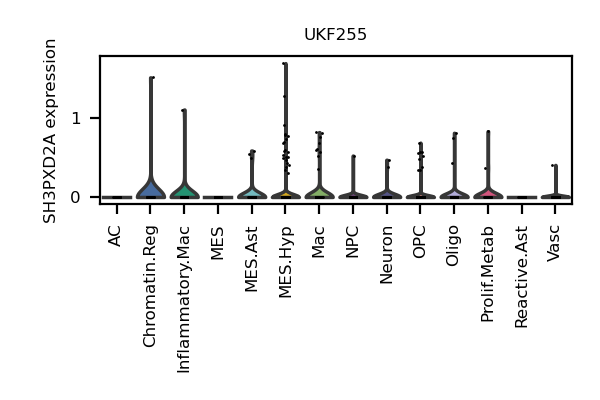 UKF255
SH3PXD2A expression
1
0
AC
Chromatin.Reg
Inflammatory.Mac
MES
MES.Ast
MES.Hyp
Mac
NPC
Neuron
OPC
Oligo
Prolif.Metab
Reactive.Ast
Vasc